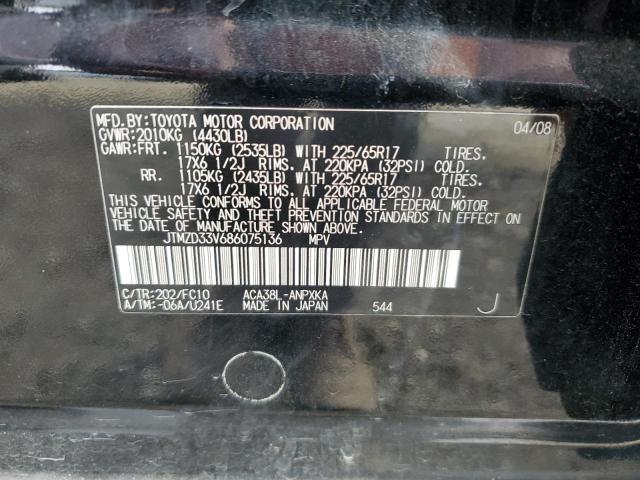 MFD.BY:TOYOTA MOTOR CORPORATION 04/08
GVWR:2010KG (4430LB)
GAWR:FRT. 1150KG (2535LB) WITH 225/65R17 TIRES.
17X6 1/2J RIMS. AT 220KPA (32PSI) COLD.
RR. 1105KG (2435LB) WITH 225/65R17 TIRES.
17X6 1/2J RIMS. AT 220KPA (32PSI) COLD.
THIS VEHICLE CONFORMS TO ALL APPLICABLE FEDERAL MOTOR
VEHICLE SAFETY AND THEFT PREVENTION STANDARDS IN EFFECT ON
THE DATE OF MANUFACTURE SHOWN ABOVE.
JTMZD33V686075136 MPV
C/TR:202/FC10 ACA38L-ANPXKA
A/TM:-06A/U241E MADE IN JAPAN 544 J